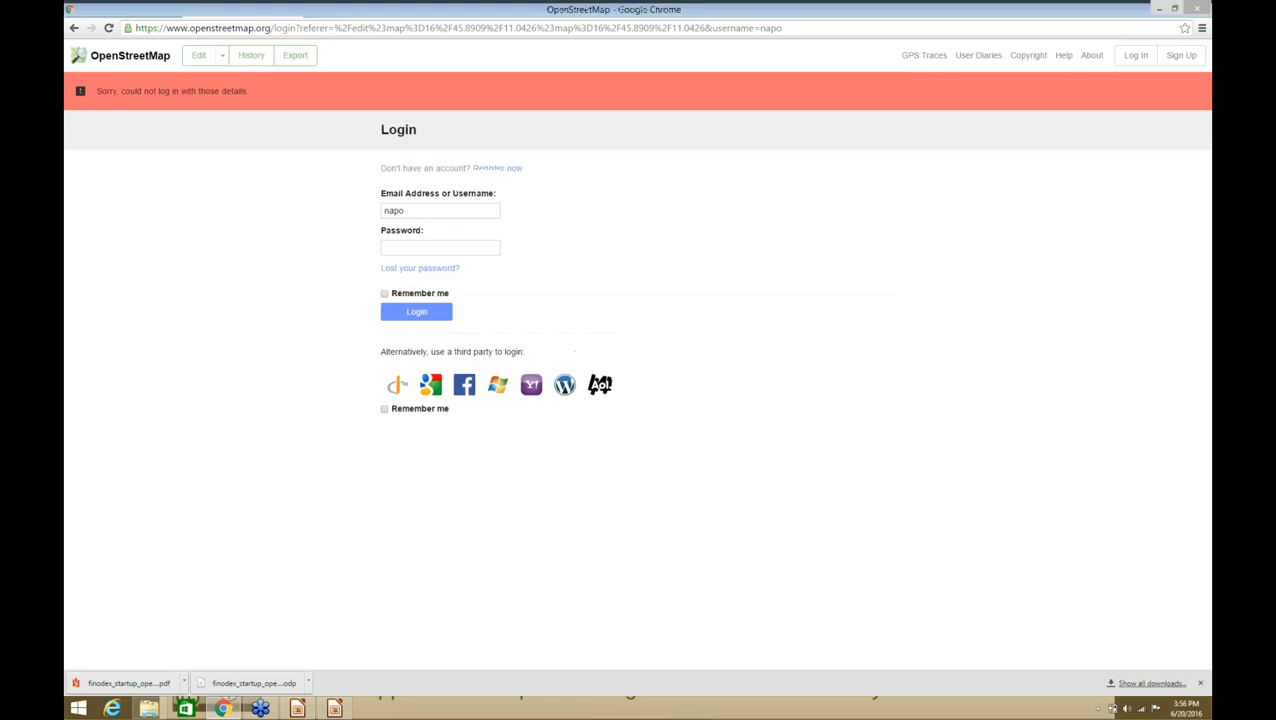 OpenStreetMap - Google Chrome
https://www.openstreetmap.org/login?referer=%2Fedit%23map%3D16%2F45.8909%2F11.0426%23map%3D16%2F45.8909%2F11.0426&username=napo
OpenStreetMap Edit History Export GPS Traces User Diaries Copyright Help About Log In Sign Up
Sorry, could not log in with those details.
Login
Don't have an account? Register now
Email Address or Username:
napo
Password:
Lost your password?
Remember me
Login
Alternatively, use a third party to login:
Y! W Aol
Remember me
finodex_startup_ope....pdf finodex_startup_ope....odp Show all downloads...
3:56 PM
6/20/2016